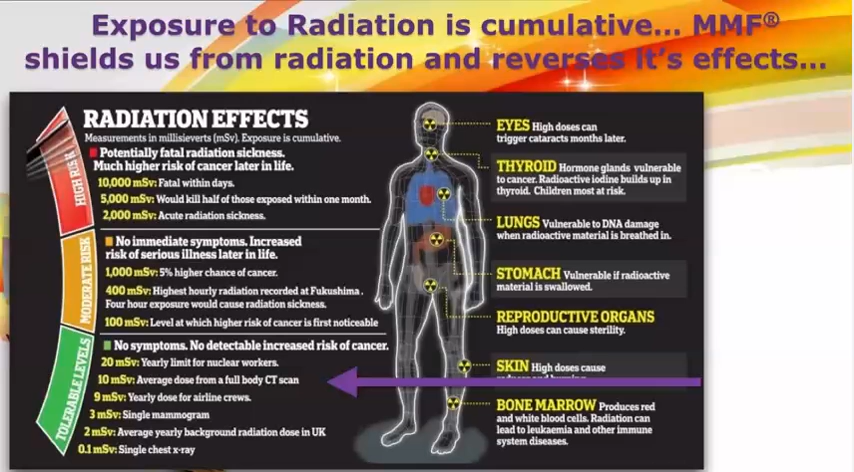 Exposure to Radiation is cumulative... MMF®
shields us from radiation and reverses it's effects...
RADIATION EFFECTS
Measurements in millisieverts (mSv). Exposure is cumulative.
HIGH RISK
Potentially fatal radiation sickness.
Much higher risk of cancer later in life.
10,000 mSv: Fatal within days.
5,000 mSv: Would kill half of those exposed within one month.
2,000 mSv: Acute radiation sickness.
MODERATE RISK
No immediate symptoms. Increased
risk of serious illness later in life.
1,000 mSv: 5% higher chance of cancer.
400 mSv: Highest hourly radiation recorded at Fukushima.
Four hour exposure would cause radiation sickness.
100 mSv: Level at which higher risk of cancer is first noticeable
TOLERABLE LEVELS
No symptoms. No detectable increased risk of cancer.
20 mSv: Yearly limit for nuclear workers.
10 mSv: Average dose from a full body CT scan
9 mSv: Yearly dose for airline crews.
3 mSv: Single mammogram
2 mSv: Average yearly background radiation dose in UK
0.1 mSv: Single chest x-ray
EYES High doses can
trigger cataracts months later.
THYROID Hormone glands vulnerable
to cancer. Radioactive iodine builds up in
thyroid. Children most at risk.
LUNGS Vulnerable to DNA damage
when radioactive material is breathed in.
STOMACH Vulnerable if radioactive
material is swallowed.
REPRODUCTIVE ORGANS
High doses can cause sterility.
SKIN High doses cause
BONE MARROW Produces red
and white blood cells. Radiation can
lead to leukaemia and other immune
system diseases.